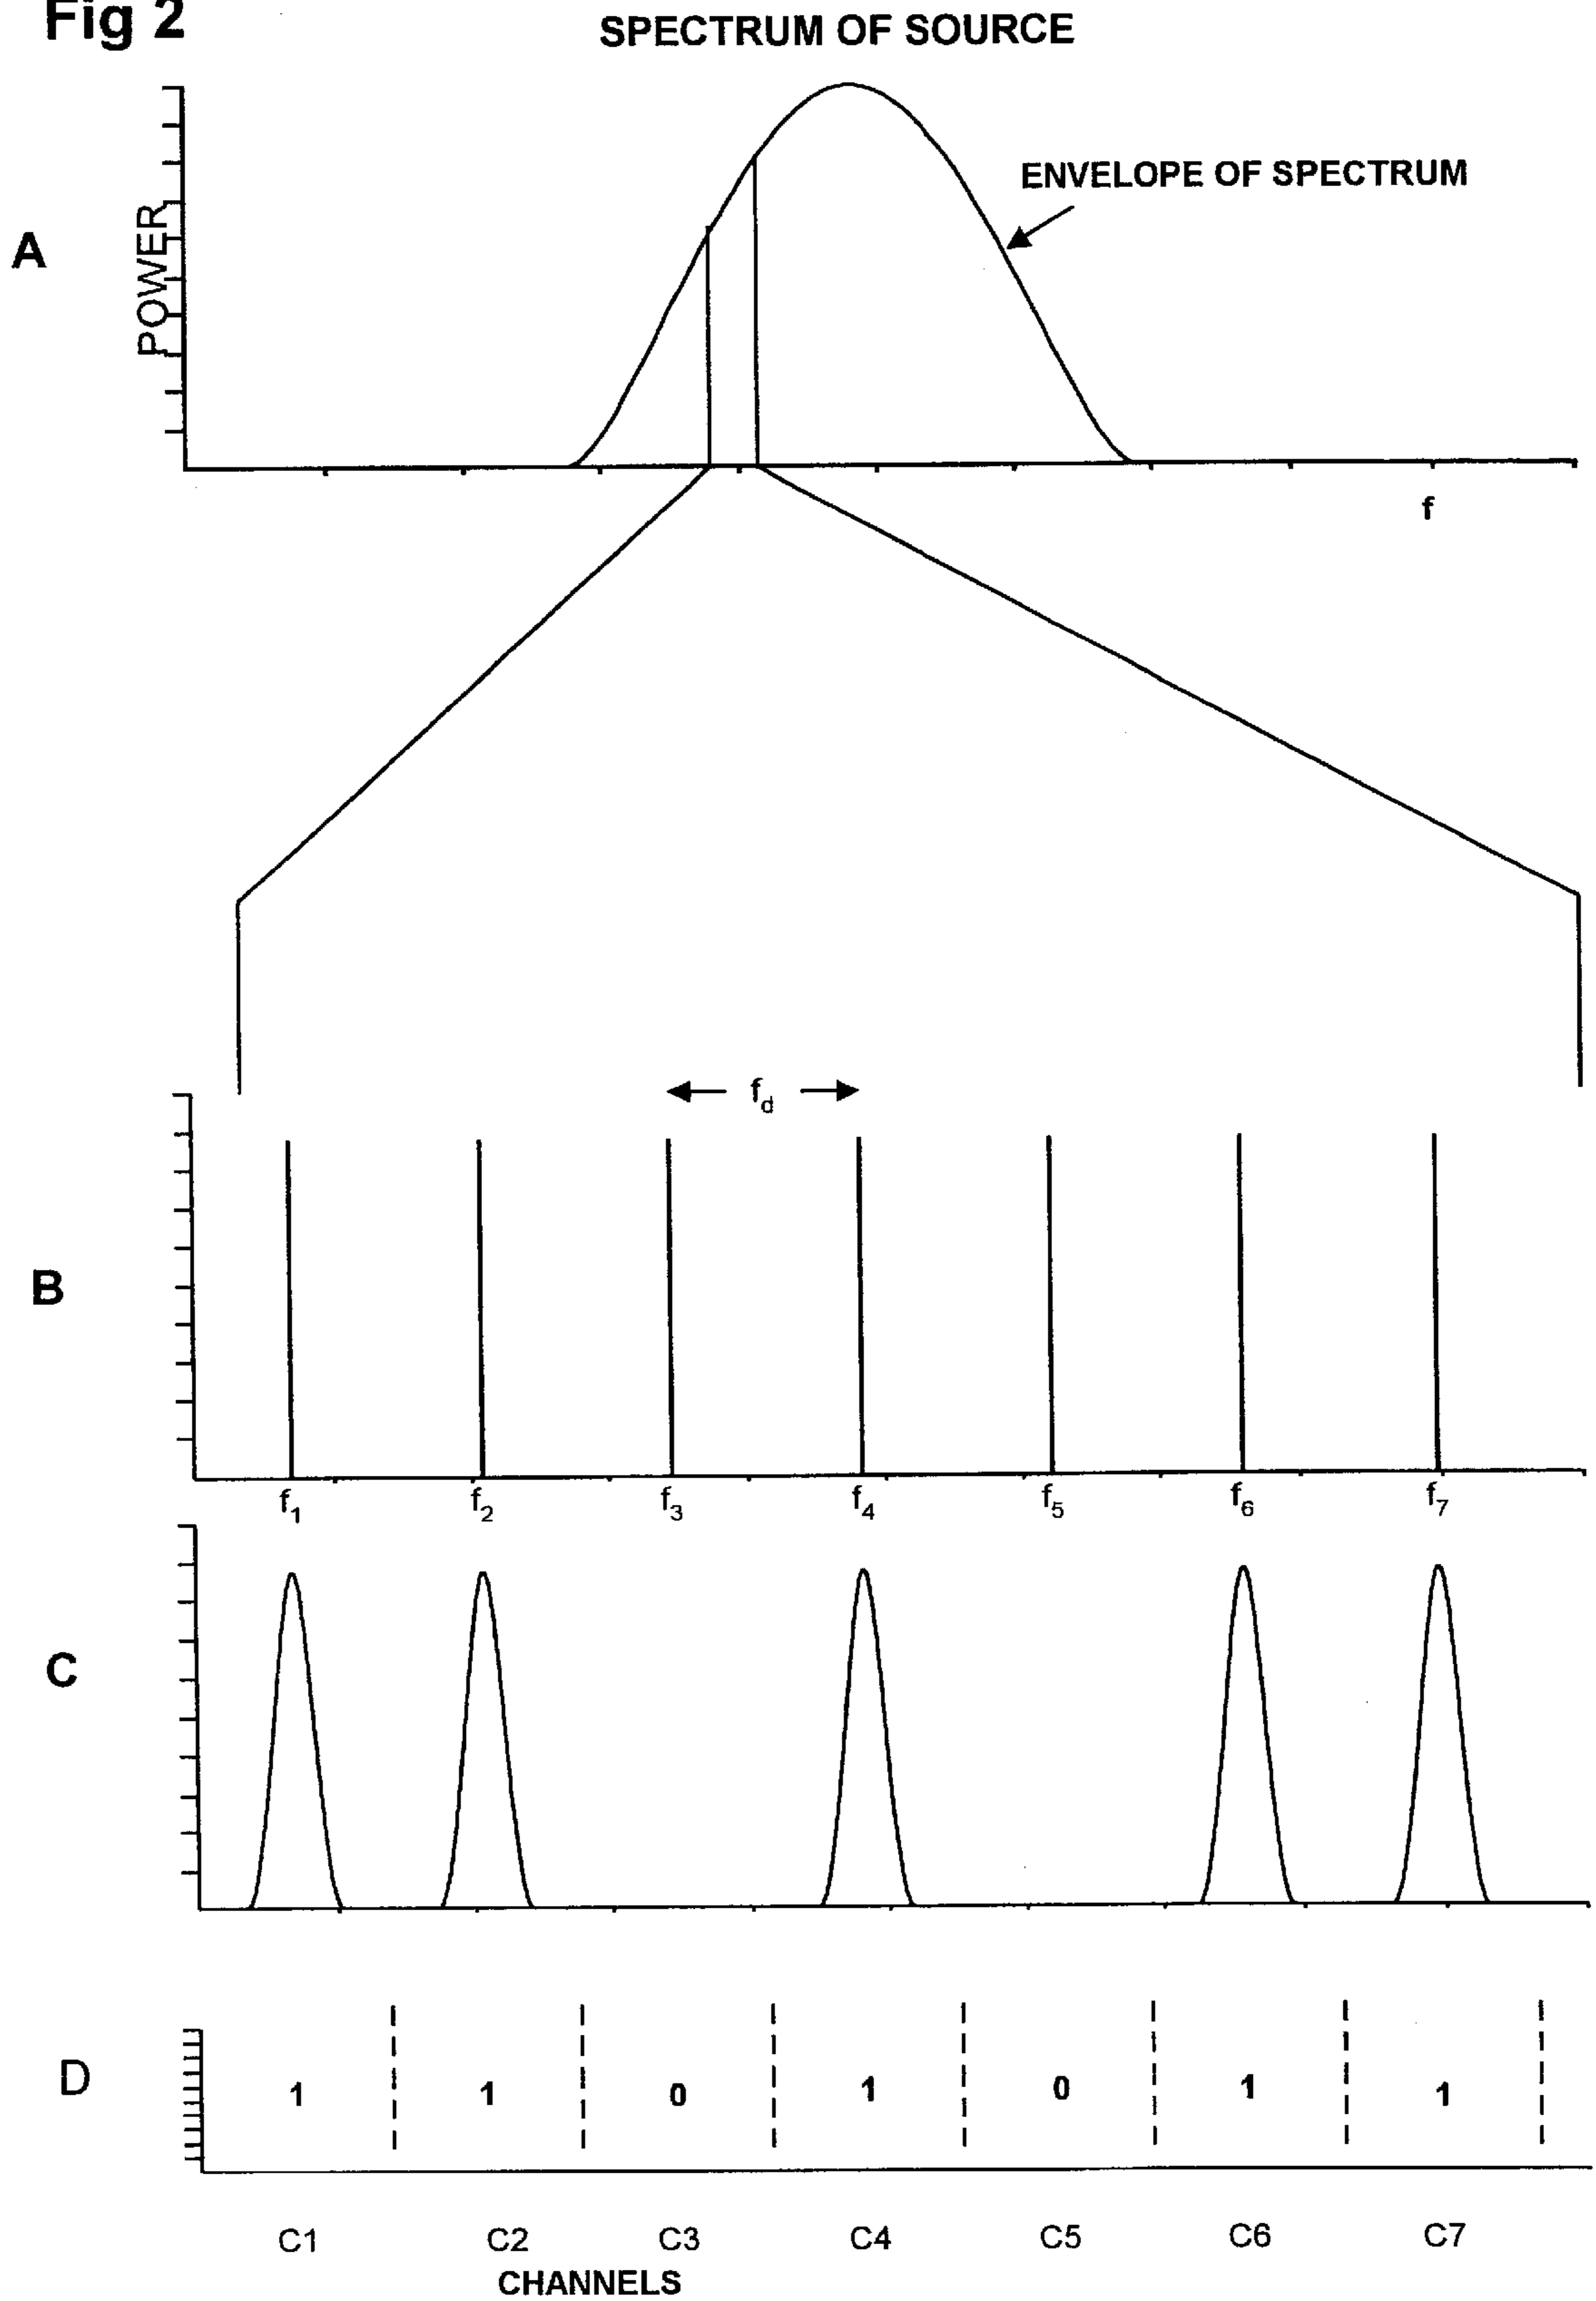 Fig 2
SPECTRUM OF SOURCE
ENVELOPE OF SPECTRUM
A
POWER
f
f_d
B
f_1 f_2 f_3 f_4 f_5 f_6 f_7
C
D
1 1 0 1 0 1 1
C1 C2 C3 C4 C5 C6 C7
CHANNELS